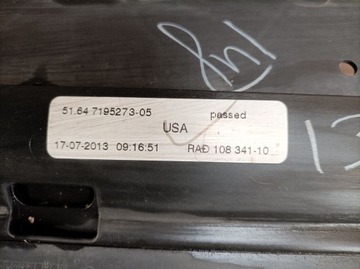 51.64 7195273-05 passed
USA
17-07-2013 09:16:51 RAD 108 341-10